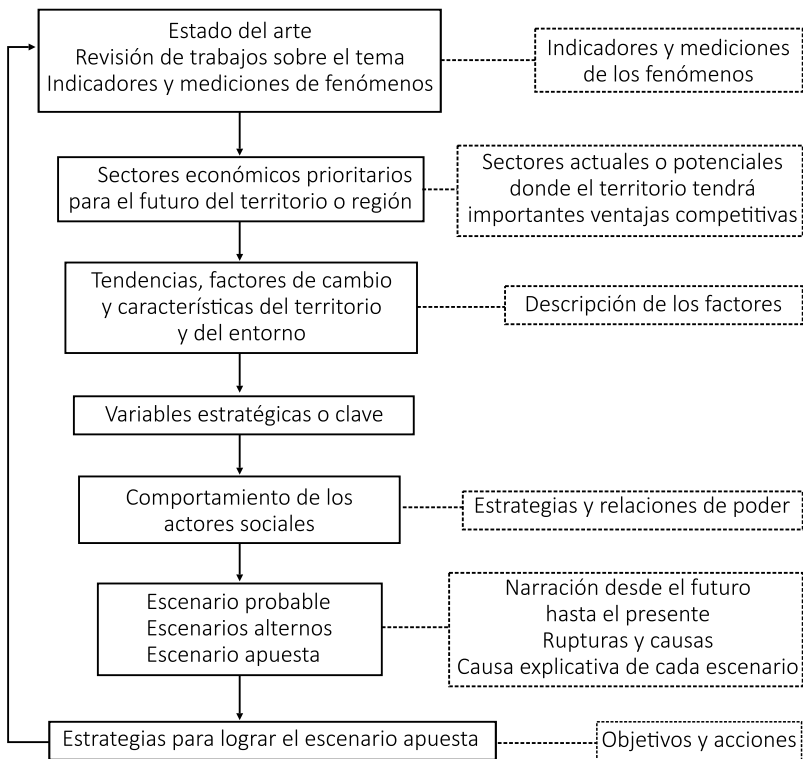 Estado del arte
Revisión de trabajos sobre el tema
Indicadores y mediciones de fenómenos
Indicadores y mediciones
de los fenómenos
Sectores económicos prioritarios
para el futuro del territorio o región
Sectores actuales o potenciales
donde el territorio tendrá
importantes ventajas competitivas
Tendencias, factores de cambio
y características del territorio
y del entorno
Descripción de los factores
Variables estratégicas o clave
Comportamiento de los
actores sociales
Estrategias y relaciones de poder
Escenario probable
Escenarios alternos
Escenario apuesta
Narración desde el futuro
hasta el presente
Rupturas y causas
Causa explicativa de cada escenario
Estrategias para lograr el escenario apuesta
Objetivos y acciones